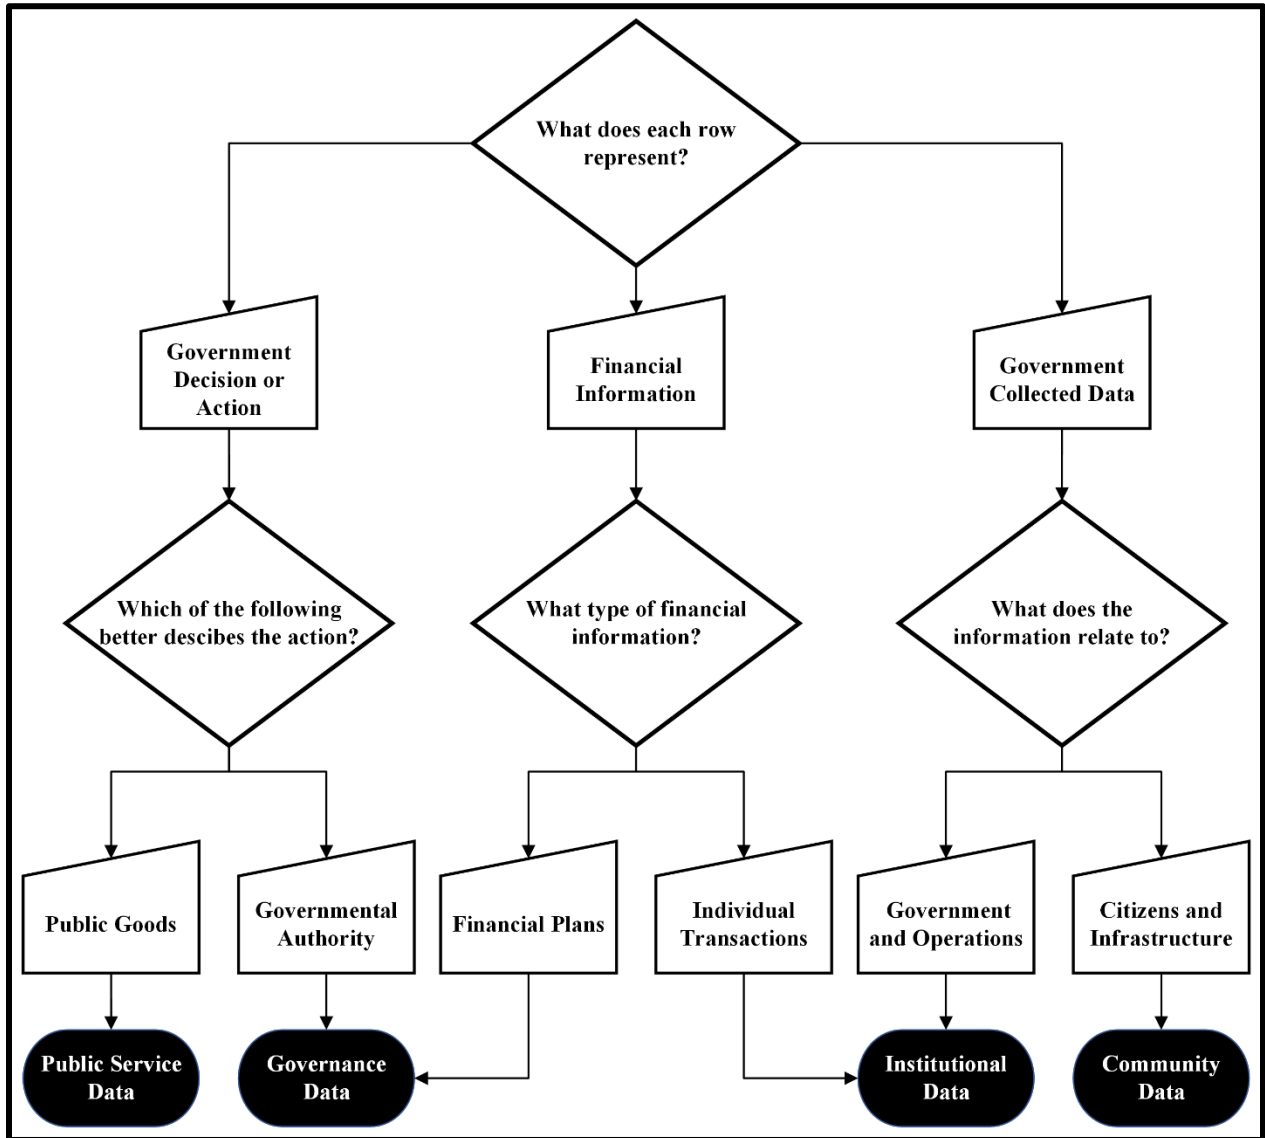 What does each row
represent?
Government
Decision or
Action
Financial
Information
Government
Collected Data
Which of the following
better descibes the action?
What type of financial
information?
What does the
information relate to?
Public Goods
Governmental
Authority
Financial Plans
Individual
Transactions
Government
and Operations
Citizens and
Infrastructure
Public Service
Data
Governance
Data
Institutional
Data
Community
Data